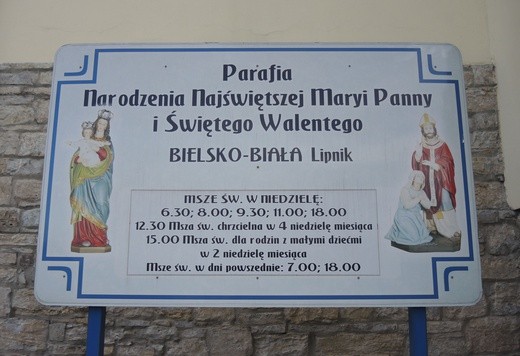 Parafia
Narodzenia Najświętszej Maryi Panny
i Świętego Walentego
BIELSKO-BIAŁA Lipnik
MSZE ŚW. W NIEDZIELĘ:
6.30; 8.00; 9.30; 11.00; 18.00
12.30 Msza św. chrzcielna w 4 niedzielę miesiąca
15.00 Msza św. dla rodzin z małymi dziećmi
w 2 niedzielę miesiąca
Msze św. w dni powszednie: 7.00; 18.00